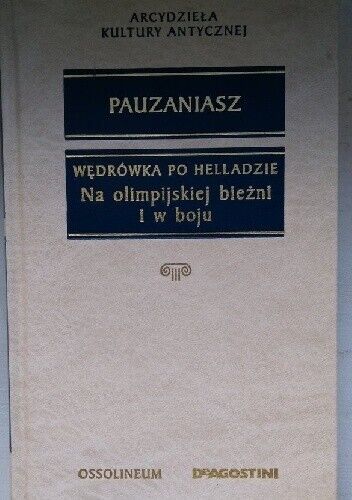 ARCYDZIEŁA
KULTURY ANTYCZNEJ
PAUZANIASZ
WĘDRÓWKA PO HELLADZIE
Na olimpijskiej bieżni
i w boju
OSSOLINEUM DEAGOSTINI